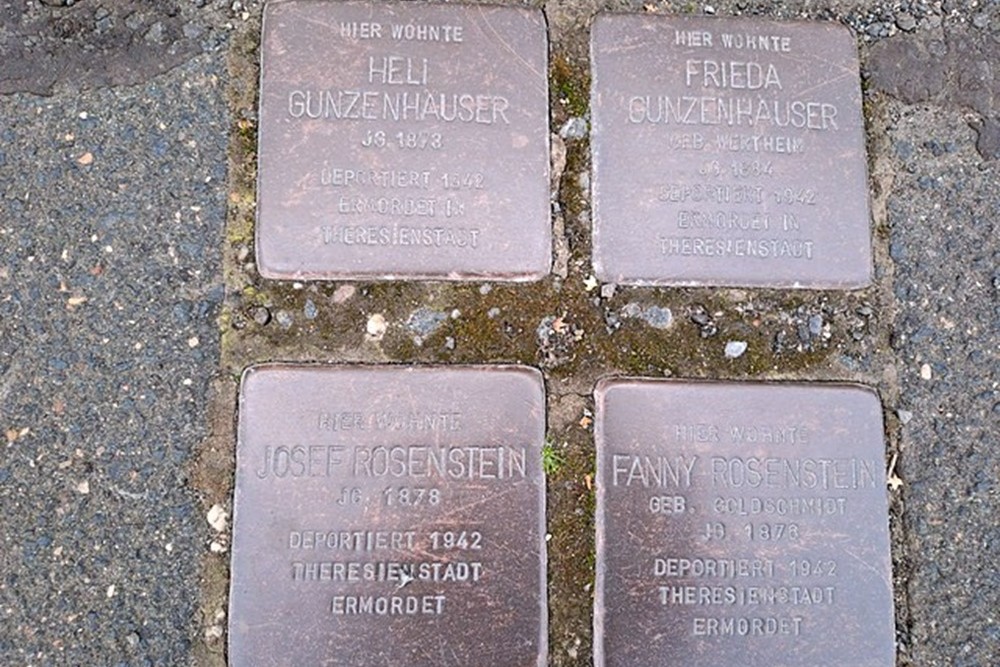 HIER WOHNTE
HELI
GUNZENHÄUSER
JG. 1873
DEPORTIERT 1942
ERMORDET IN
THERESIENSTADT
HIER WOHNTE
FRIEDA
GUNZENHÄUSER
GEB. WERTHEIM
JG. 1884
DEPORTIERT 1942
ERMORDET IN
THERESIENSTADT
HIER WOHNTE
JOSEF ROSENSTEIN
JG. 1878
DEPORTIERT 1942
THERESIENSTADT
ERMORDET
HIER WOHNTE
FANNY ROSENSTEIN
GEB. GOLDSCHMIDT
JG. 1876
DEPORTIERT 1942
THERESIENSTADT
ERMORDET